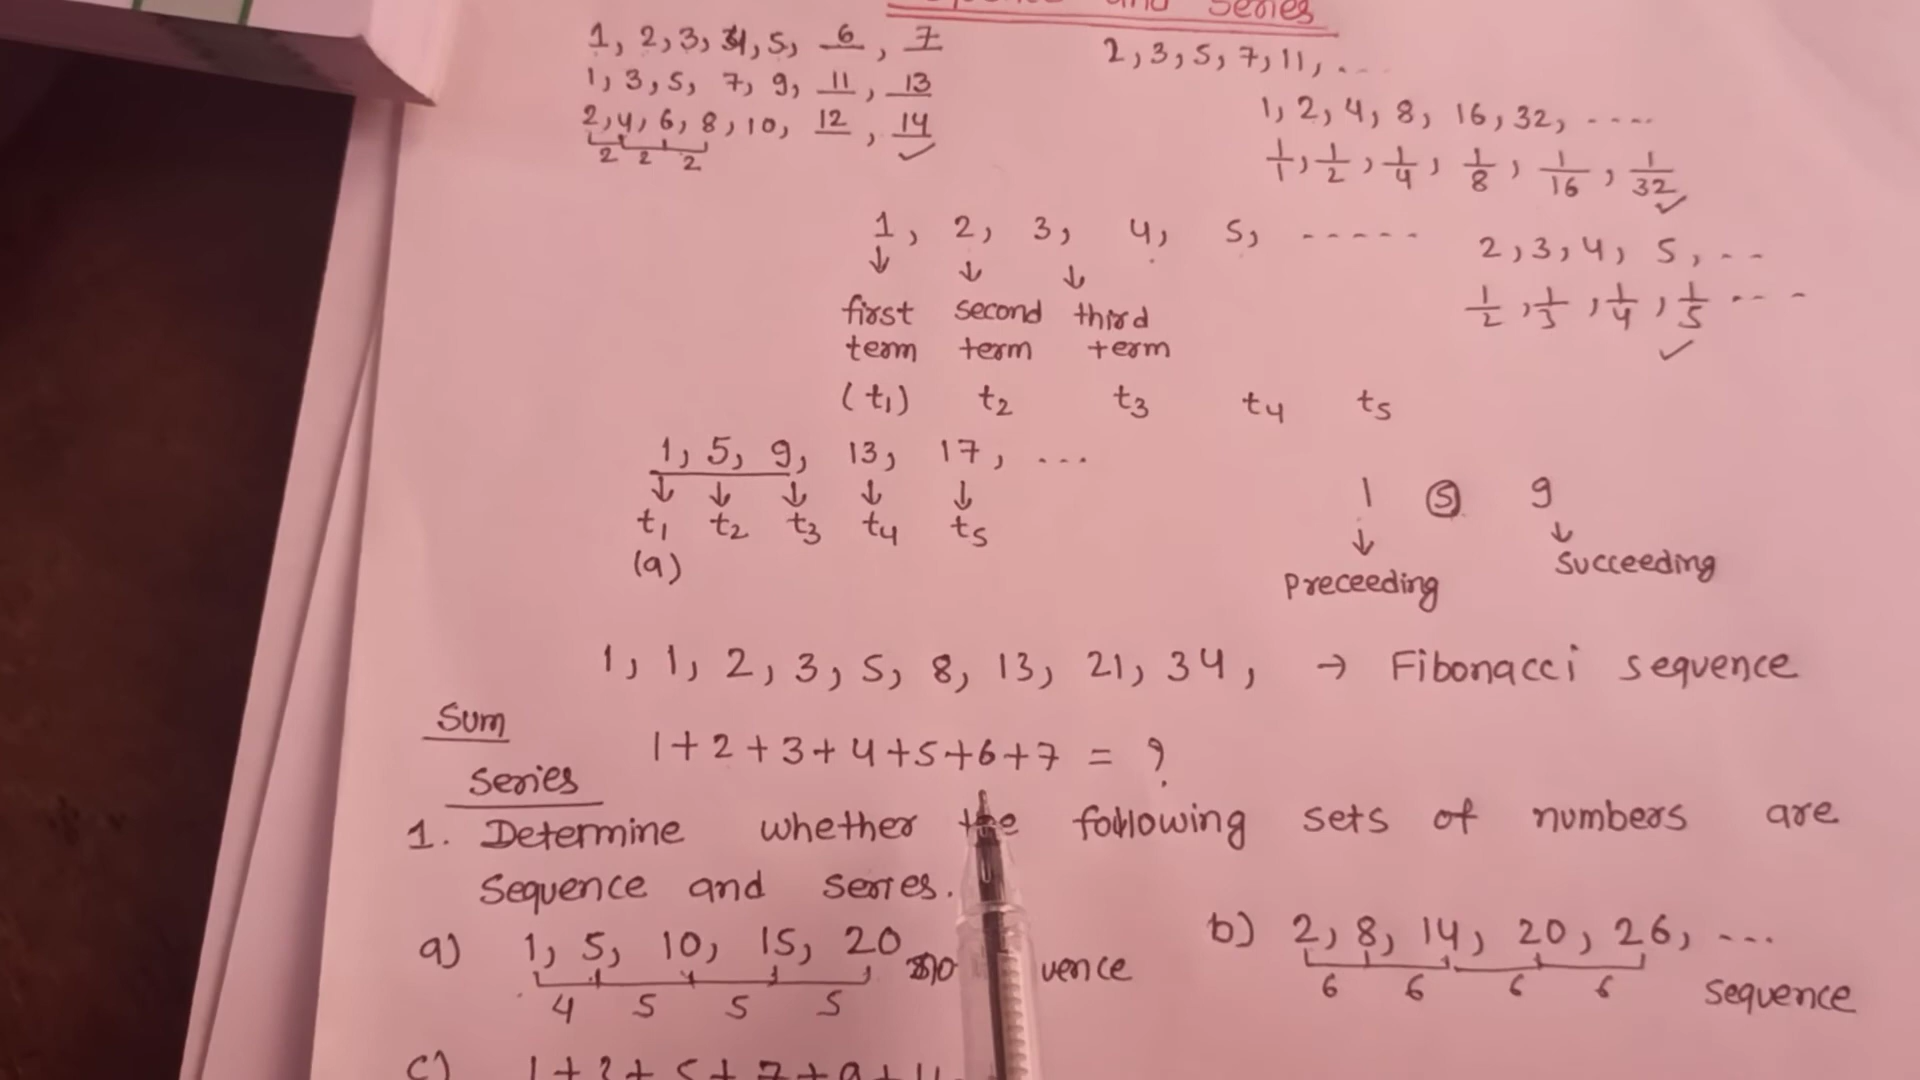 and Series
1, 2, 3, 4, 5, 6, 7
1, 3, 5, 7, 9, 11, 13
2, 4, 6, 8, 10, 12, 14 ✓
2 2 2
2, 3, 5, 7, 11, ...
1, 2, 4, 8, 16, 32, ....
1/1, 1/2, 1/4, 1/8, 1/16, 1/32 ✓
1, 2, 3, 4, 5, .....
↓ ↓ ↓
first second third
term term term
(t1) t2 t3 t4 t5
2, 3, 4, 5, ..
1/2, 1/3, 1/4, 1/5 ... ✓
1, 5, 9, 13, 17, ...
↓ ↓ ↓ ↓ ↓
t1 t2 t3 t4 t5
(a)
1 5 9
↓ ↓
Preceeding Succeeding
1, 1, 2, 3, 5, 8, 13, 21, 34, → Fibonacci sequence
Sum
1+2+3+4+5+6+7 = ?
Series
1. Determine whether the following sets of numbers are
Sequence and series.
a) 1, 5, 10, 15, 20
4 5 5 5
b) 2, 8, 14, 20, 26, ...
6 6 6 6 sequence
c)